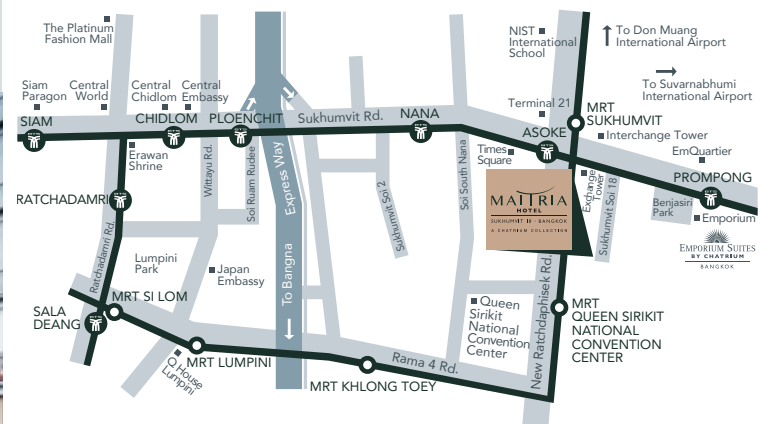 The Platinum
Fashion Mall
NIST
International
School
To Don Muang
International Airport
To Suvarnabhumi
International Airport
Siam
Paragon
Central
World
Central
Chidlom
Central
Embassy
SIAM
CHIDLOM
PLOENCHIT
Sukhumvit Rd.
NANA
Terminal 21
MRT
SUKHUMVIT
ASOKE
Interchange Tower
Times
Square
EmQuartier
PROMPONG
Erawan
Shrine
Wittayu Rd.
Soi Ruam Rudee
Express Way
To Bangna
Sukhumvit Soi 2
Soi South Nana
Exchange
Tower
Sukhumvit Soi 18
Benjasiri
Park
Emporium
EMPORIUM SUITES
BY CHATRIUM
BANGKOK
MAITRIA
HOTEL
SUKHUMVIT 18 - BANGKOK
A CHATRIUM COLLECTION
RATCHADAMRI
Ratchadamri Rd.
Lumpini
Park
Japan
Embassy
MRT SI LOM
SALA
DEANG
Q House
Lumpini
MRT LUMPINI
Rama 4 Rd.
MRT KHLONG TOEY
Queen
Sirikit
National
Convention
Center
New Ratchdaphisek Rd.
MRT
QUEEN SIRIKIT
NATIONAL
CONVENTION
CENTER